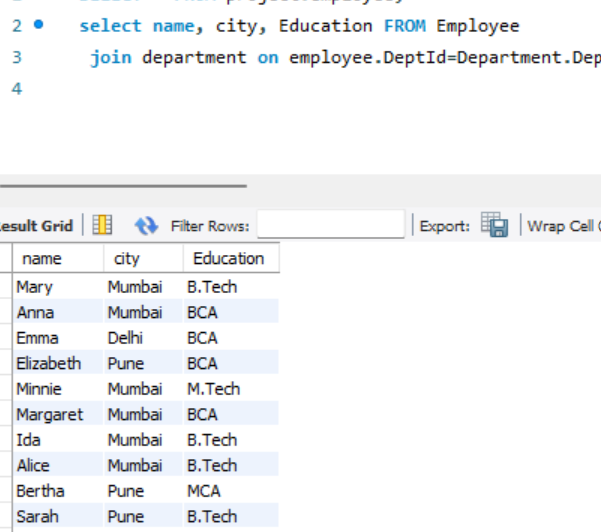 2 select name, city, Education FROM Employee
3 join department on employee.DeptId=Department.Dep
4
Result Grid Filter Rows: Export: Wrap Cell
name city Education
Mary Mumbai B.Tech
Anna Mumbai BCA
Emma Delhi BCA
Elizabeth Pune BCA
Minnie Mumbai M.Tech
Margaret Mumbai BCA
Ida Mumbai B.Tech
Alice Mumbai B.Tech
Bertha Pune MCA
Sarah Pune B.Tech